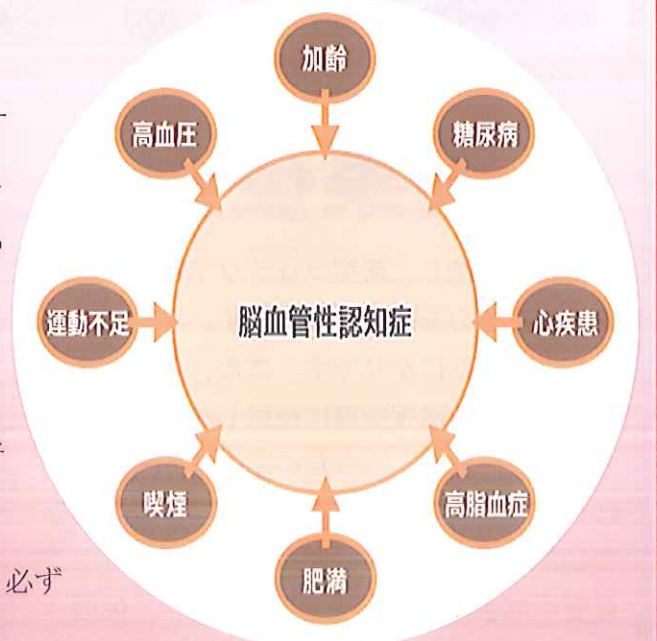 加齢
高血圧
糖尿病
運動不足
脳血管性認知症
心疾患
喫煙
高脂血症
肥満
必ず